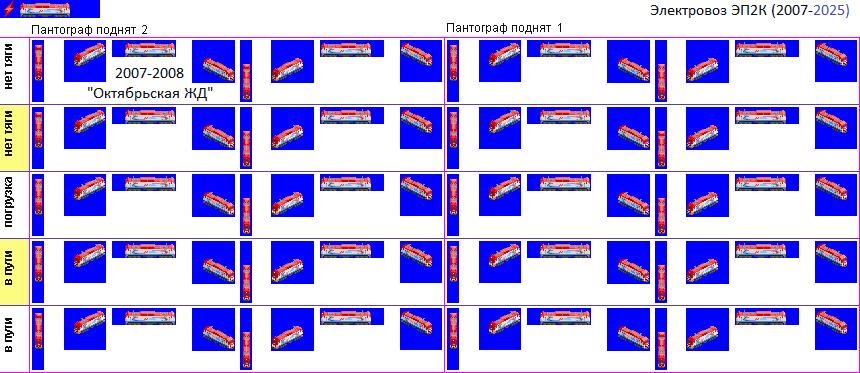 Электровоз ЭП2К (2007-2025)
Пантограф поднят 2
Пантограф поднят 1
нет тяги
2007-2008
"Октябрьская ЖД"
нет тяги
погрузка
в пути
в пути